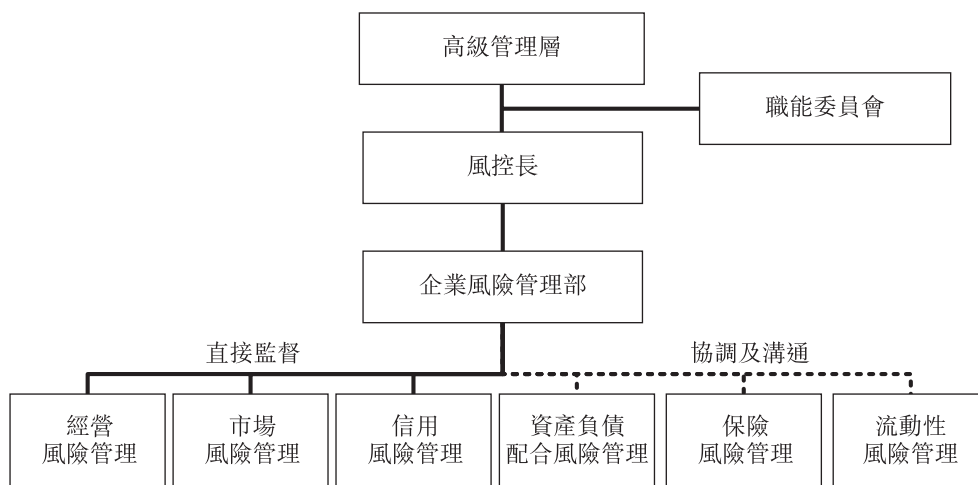 高級管理層
職能委員會
風控長
企業風險管理部
直接監督
協調及溝通
經營
風險管理
市場
風險管理
信用
風險管理
資產負債
配合風險管理
保險
風險管理
流動性
風險管理